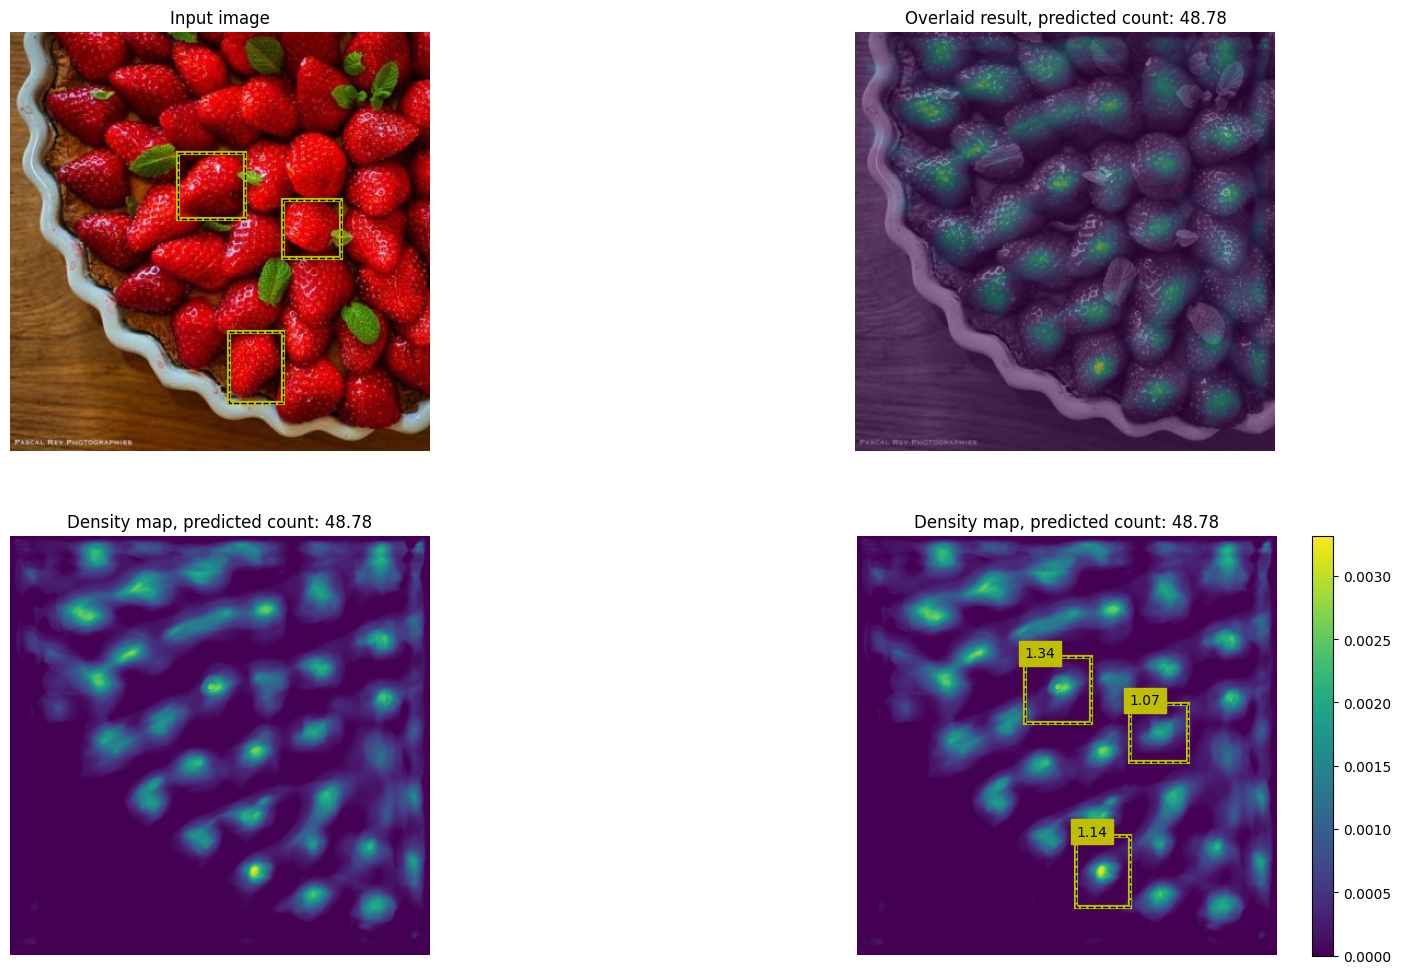 Input image
Overlaid result, predicted count: 48.78
PASCAL REY PHOTOGRAPHIES
PASCAL REY PHOTOGRAPHIES
Density map, predicted count: 48.78
Density map, predicted count: 48.78
1.34
1.07
1.14
0.0030
0.0025
0.0020
0.0015
0.0010
0.0005
0.0000